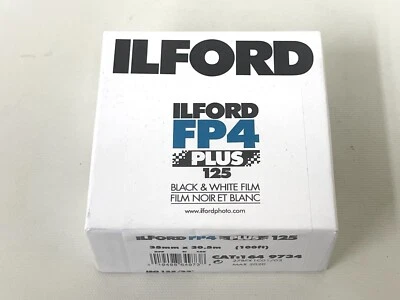 ILFORD
ILFORD
FP4
PLUS
125
BLACK & WHITE FILM
FILM NOIR ET BLANC
www.ilfordphoto.com
ILFORD FP4 PLUS 125
35mm x 30.5m (100ft)
CAT:164 9734